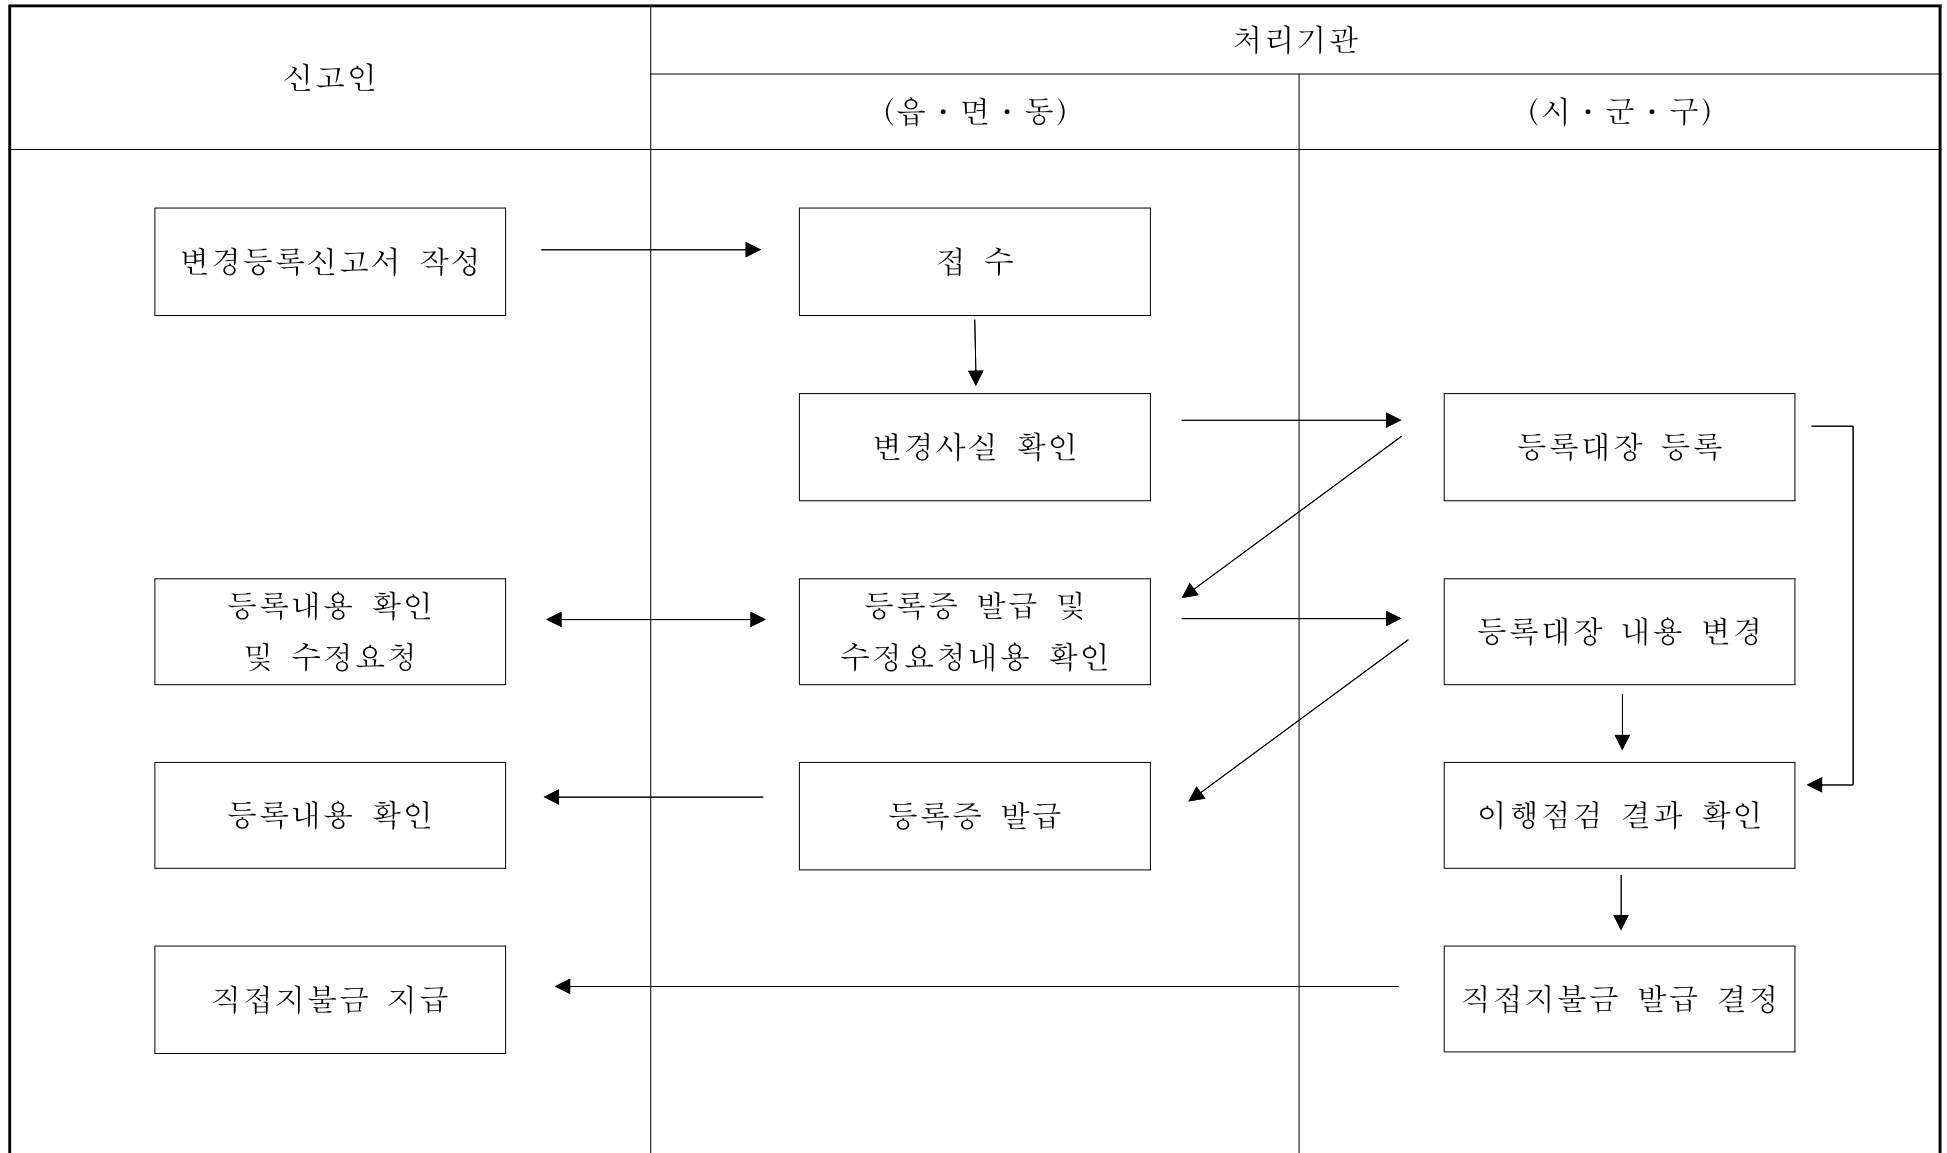 신고인
처리기관
(읍・면・동)
(시・군・구)
변경등록신고서 작성
접 수
변경사실 확인
등록대장 등록
등록내용 확인
및 수정요청
등록증 발급 및
수정요청내용 확인
등록대장 내용 변경
등록내용 확인
등록증 발급
이행점검 결과 확인
직접지불금 지급
직접지불금 발급 결정